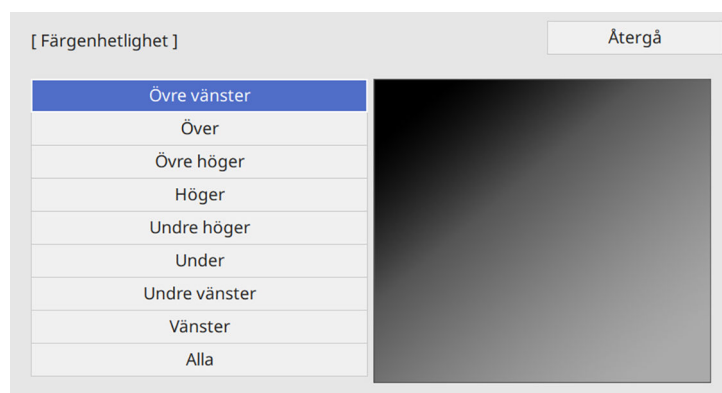 [ Färgenhetlighet ]
Återgå
Övre vänster
Över
Övre höger
Höger
Undre höger
Under
Undre vänster
Vänster
Alla